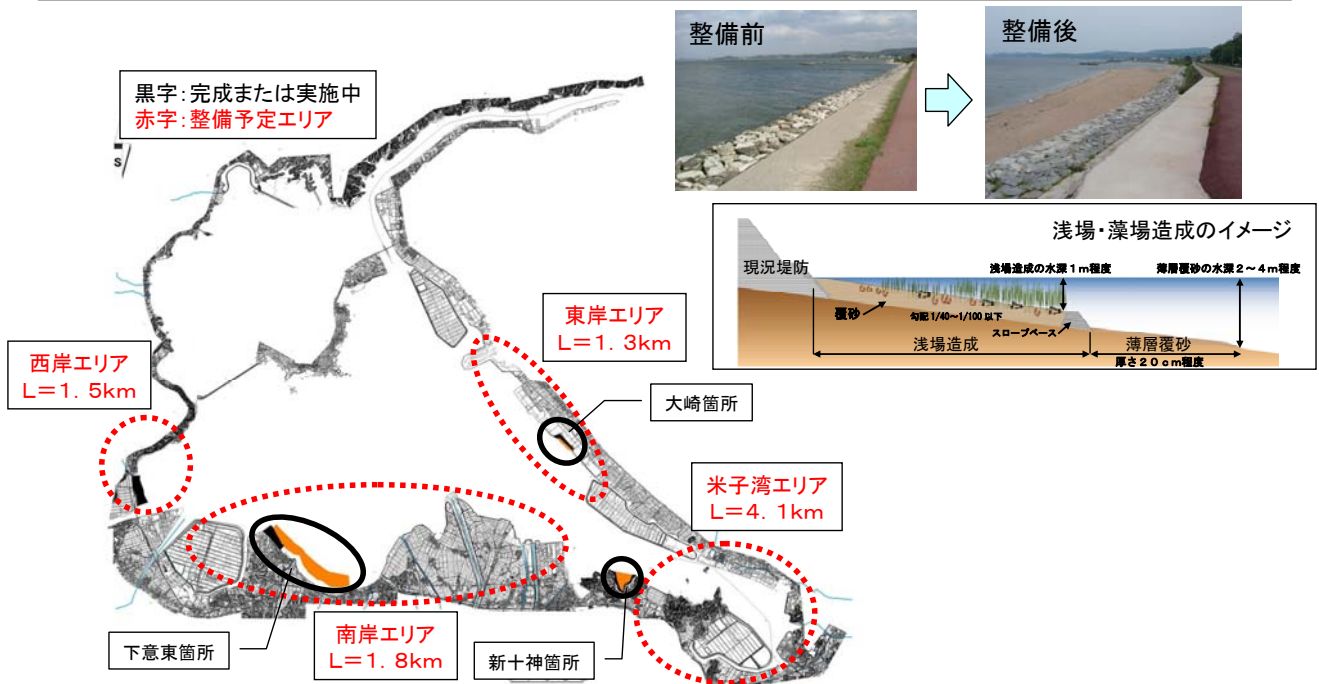 黒字:完成または実施中
赤字:整備予定エリア
S
整備前
整備後
浅場・藻場造成のイメージ
現況堤防
浅場造成の水深1m程度
薄層覆砂の水深2~4m程度
覆砂
勾配1/40~1/100以下
スロープベース
浅場造成
薄層覆砂
厚さ20cm程度
東岸エリア
L=1.3km
西岸エリア
L=1.5km
大崎箇所
米子湾エリア
L=4.1km
下意東箇所
南岸エリア
L=1.8km
新十神箇所